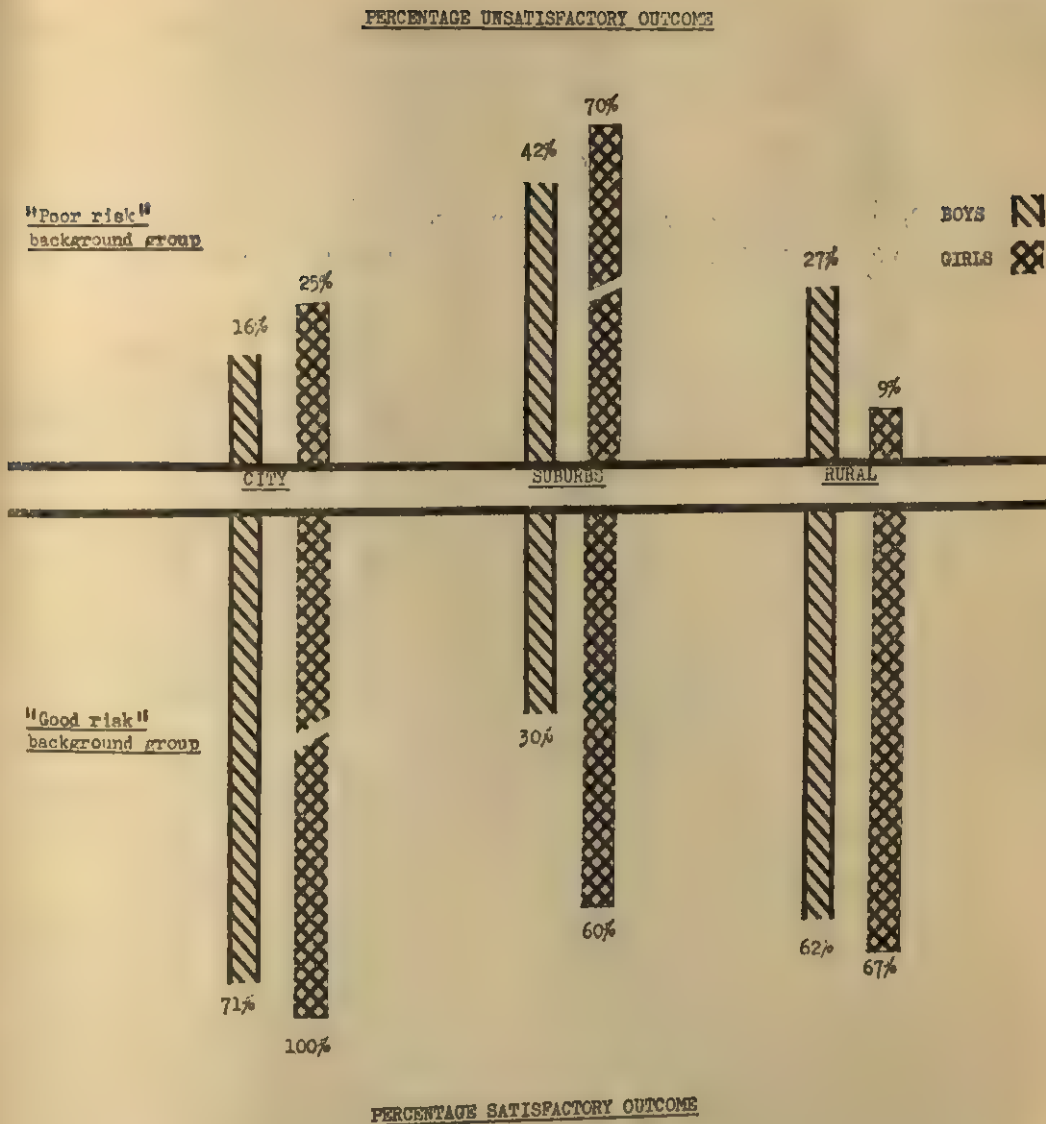 PERCENTAGE UNSATISFACTORY OUTCOME
70%
42%
"Poor risk"
background group
BOYS
GIRLS
27%
25%
16%
9%
CITY
SUBURBS
RURAL
"Good risk"
background group
30%
60%
62%
67%
71%
100%
PERCENTAGE SATISFACTORY OUTCOME